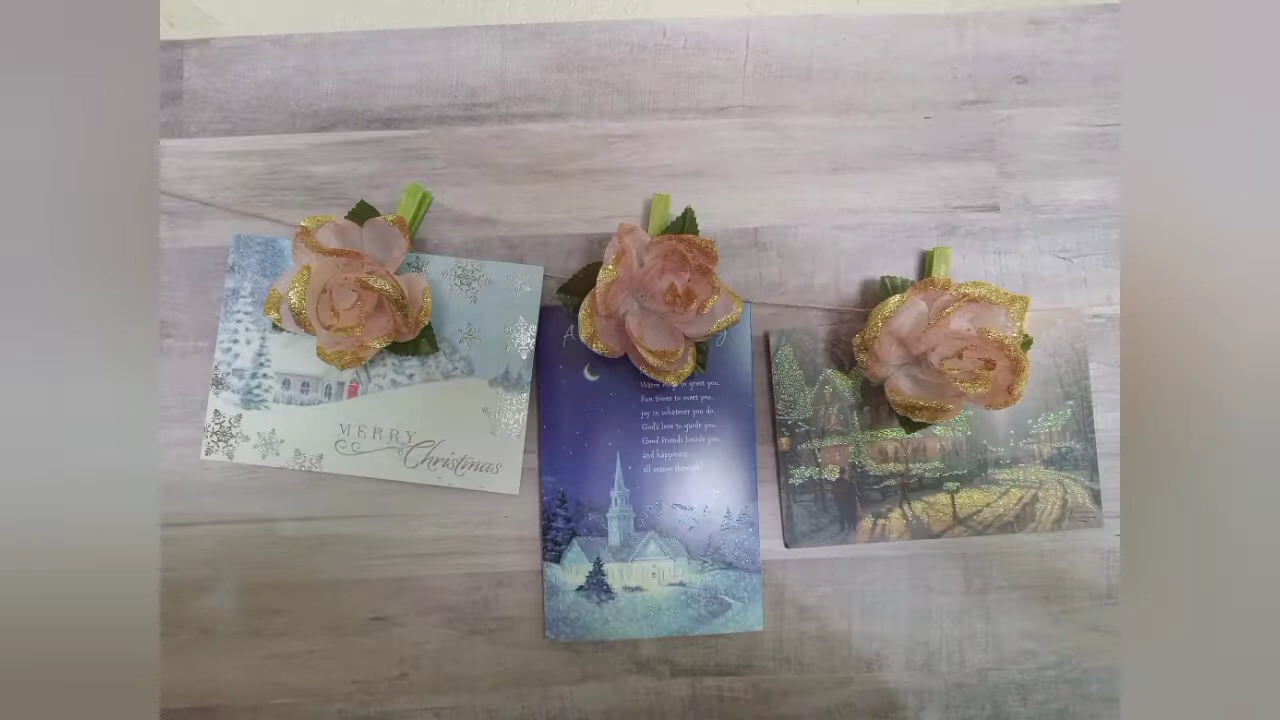 MERRY
Christmas
A
Warm to greet you,
Fun times to meet you,
joy in whatever you do.
God's love to guide you,
Good friends beside you,
and happiness
all season through!